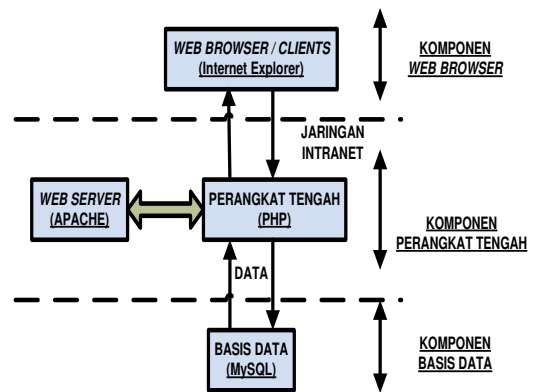 WEB BROWSER / CLIENTS
(Internet Explorer)
KOMPONEN
WEB BROWSER
JARINGAN
INTRANET
WEB SERVER
(APACHE)
PERANGKAT TENGAH
(PHP)
KOMPONEN
PERANGKAT TENGAH
DATA
BASIS DATA
(MySQL)
KOMPONEN
BASIS DATA